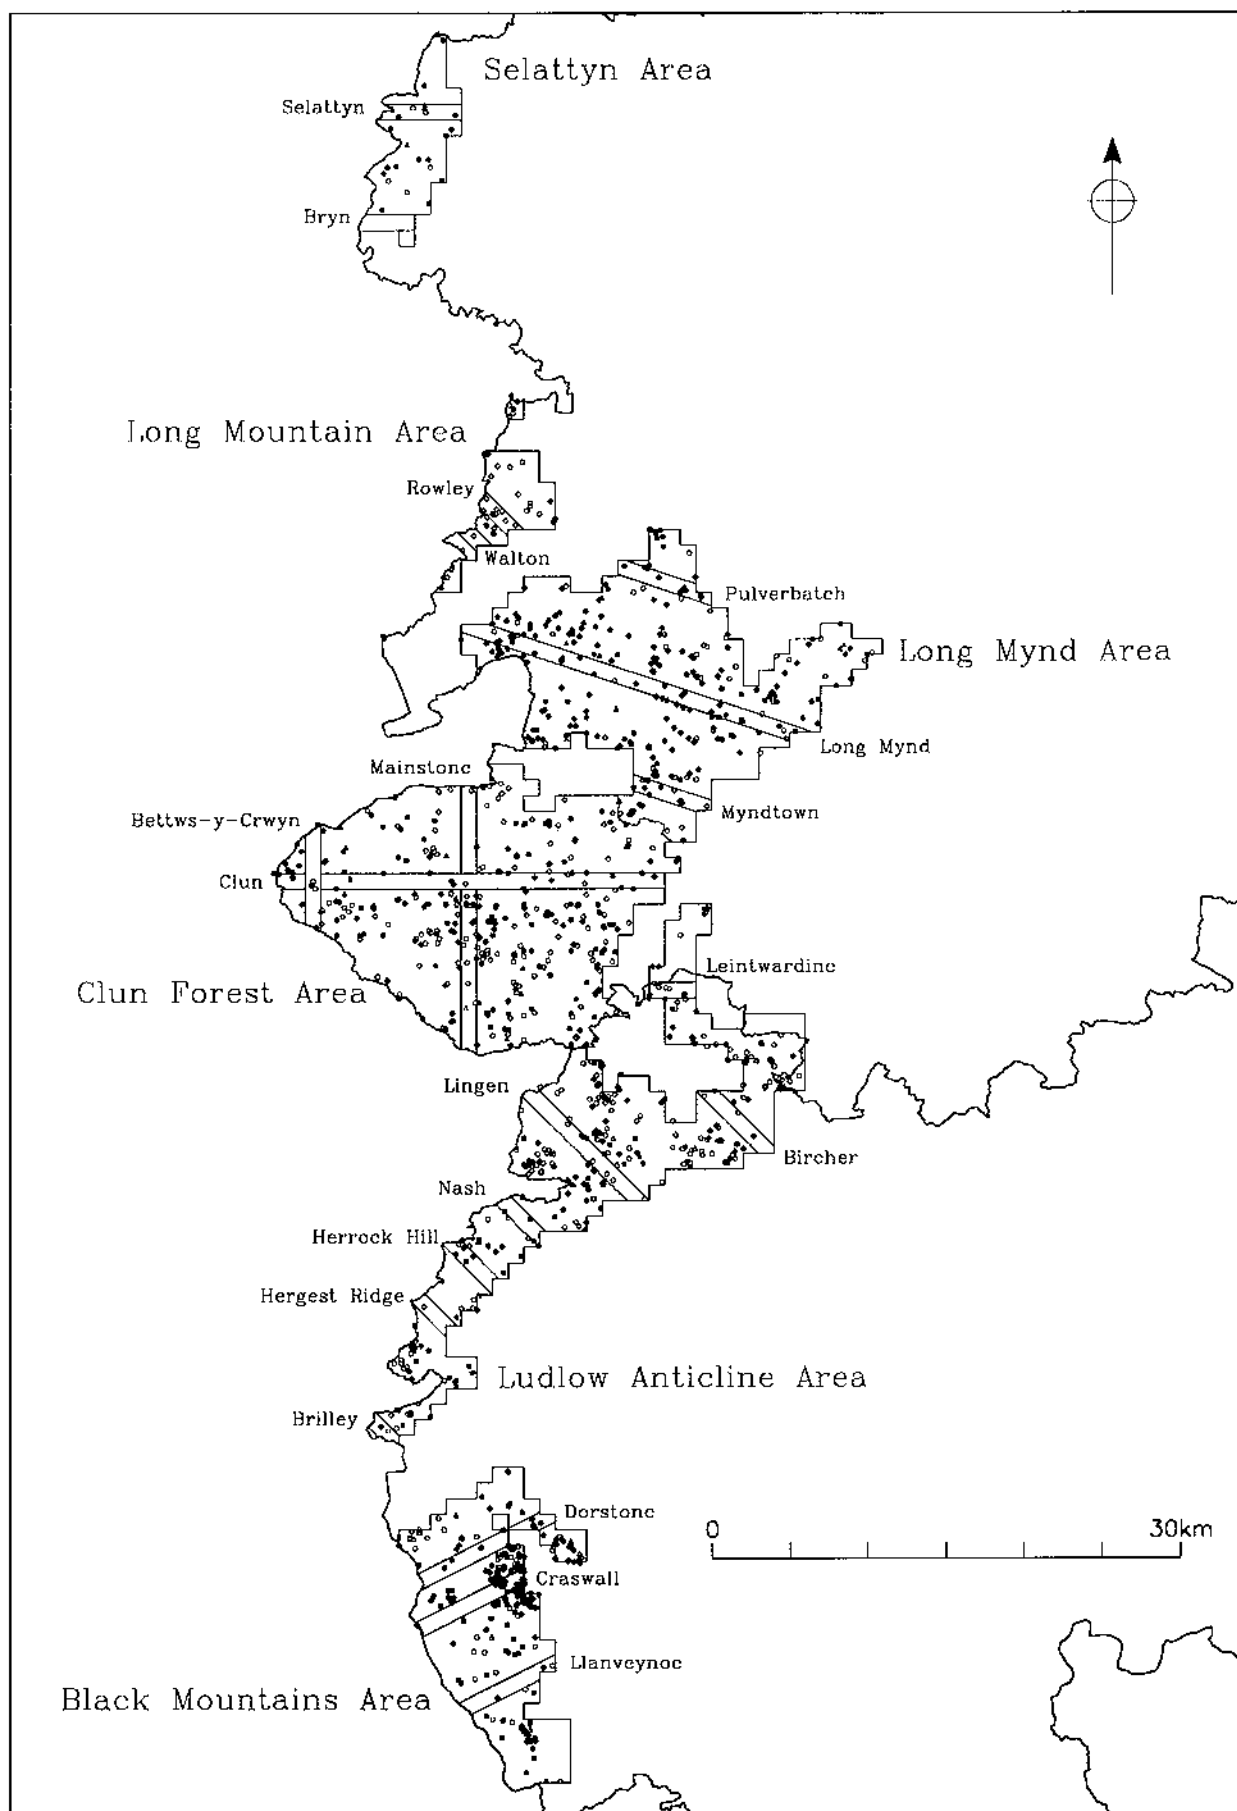 Selattyn Area
Selattyn
Bryn
Long Mountain Area
Rowley
Walton
Pulverbatch
Long Mynd Area
Long Mynd
Mainstone
Myndtown
Bettws-y-Crwyn
Clun
Leintwardine
Clun Forest Area
Lingen
Bircher
Nash
Herrock Hill
Hergest Ridge
Ludlow Anticline Area
Brilley
Dorstone
0 30km
Craswall
Llanveynoe
Black Mountains Area